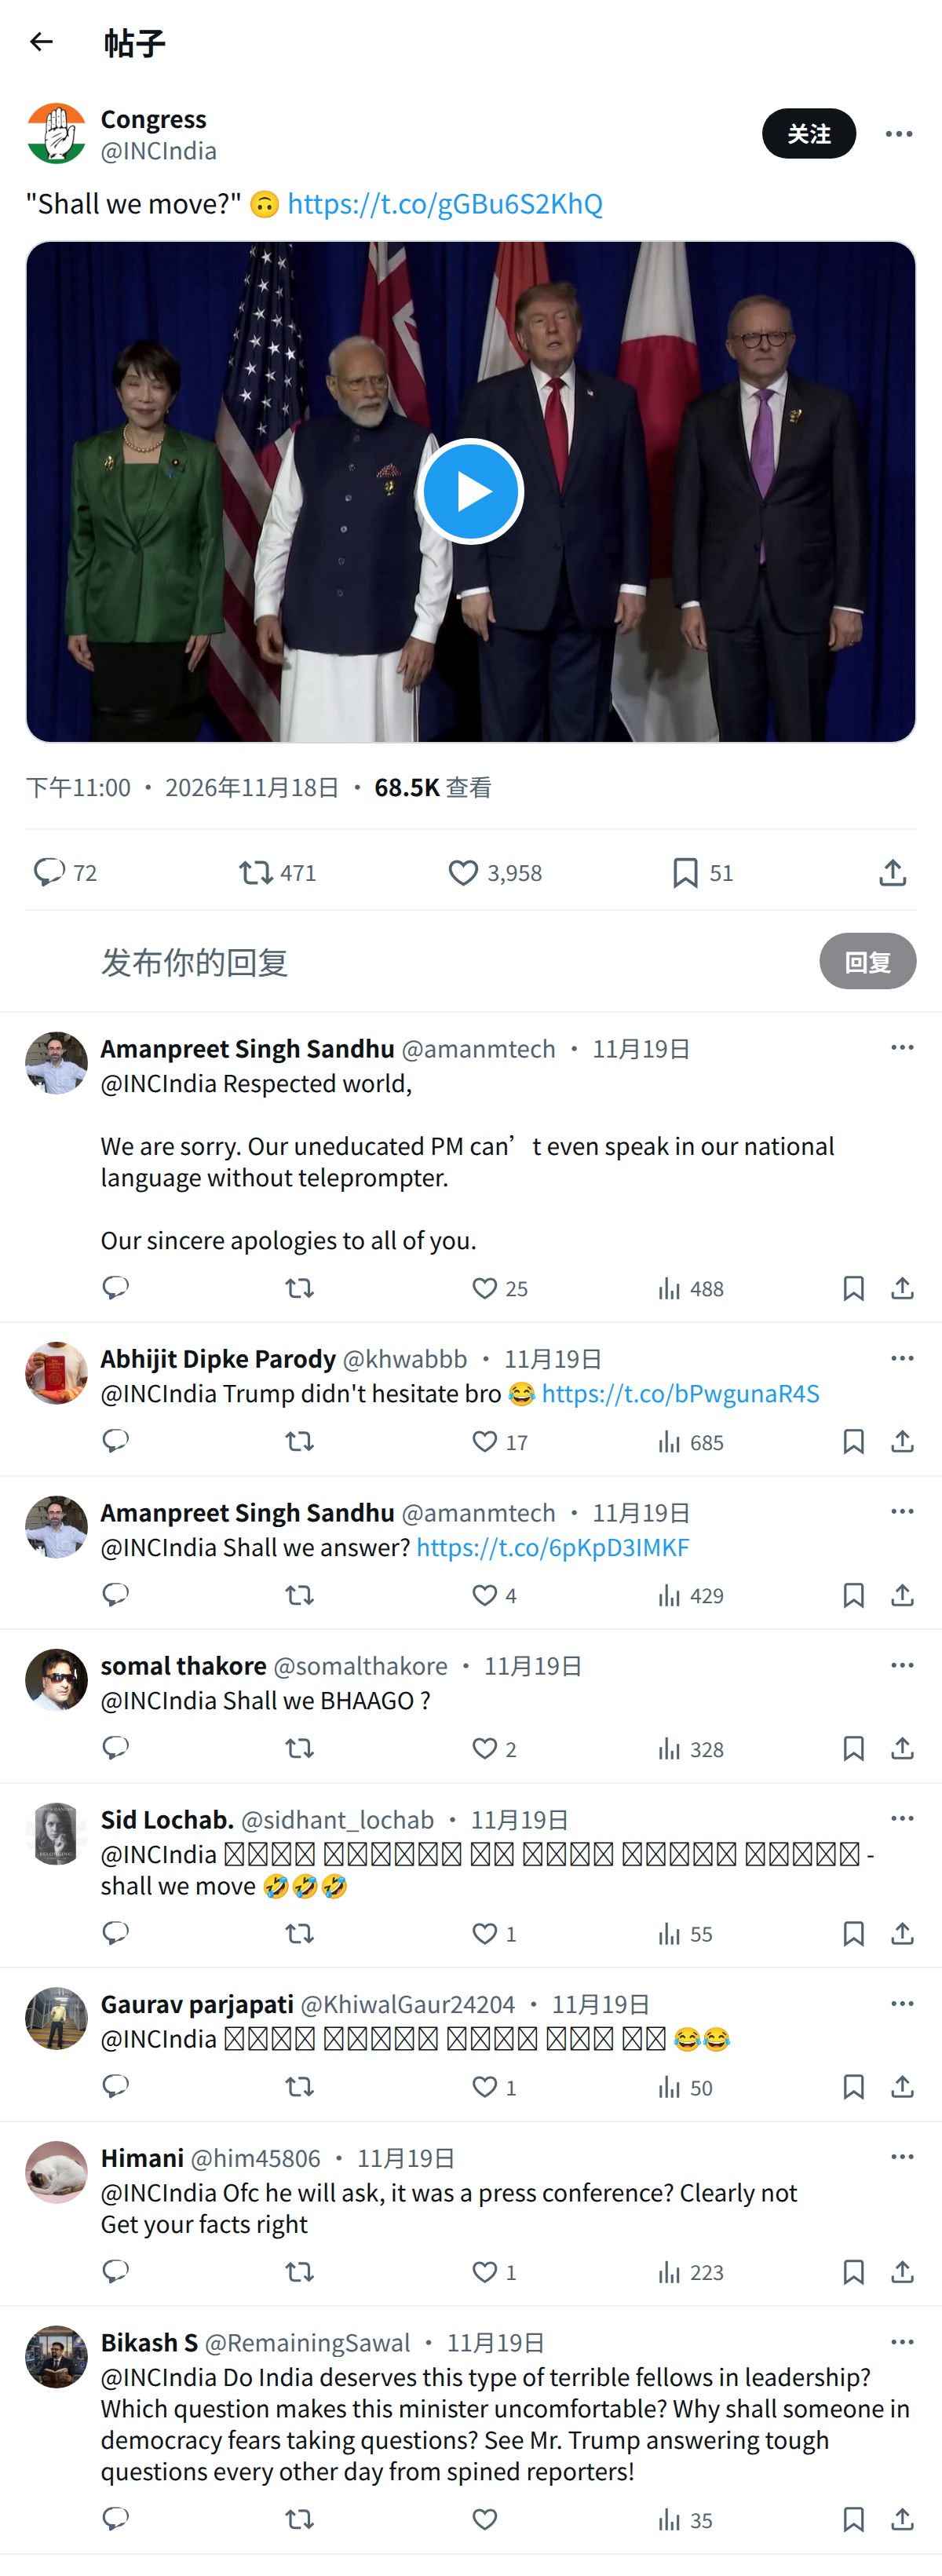 帖子
Congress
@INCIndia
关注
"Shall we move?" 🙃 https://t.co/gGBu6S2KhQ
下午11:00 · 2026年11月18日 · 68.5K 查看
72 471 3,958 51
发布你的回复
回复
Amanpreet Singh Sandhu @amanmtech · 11月19日
@INCIndia Respected world,
We are sorry. Our uneducated PM can’t even speak in our national
language without teleprompter.
Our sincere apologies to all of you.
25 488
Abhijit Dipke Parody @khwabbb · 11月19日
@INCIndia Trump didn't hesitate bro 😂 https://t.co/bPwgunaR4S
17 685
Amanpreet Singh Sandhu @amanmtech · 11月19日
@INCIndia Shall we answer? https://t.co/6pKpD3IMKF
4 429
somal thakore @somalthakore · 11月19日
@INCIndia Shall we BHAAGO ?
2 328
Sid Lochab. @sidhant_lochab · 11月19日
@INCIndia -
shall we move 🤣🤣🤣
1 55
Gaurav parjapati @KhiwalGaur24204 · 11月19日
@INCIndia 😂😂
1 50
Himani @him45806 · 11月19日
@INCIndia Ofc he will ask, it was a press conference? Clearly not
Get your facts right
1 223
Bikash S @RemainingSawal · 11月19日
@INCIndia Do India deserves this type of terrible fellows in leadership?
Which question makes this minister uncomfortable? Why shall someone in
democracy fears taking questions? See Mr. Trump answering tough
questions every other day from spined reporters!
35